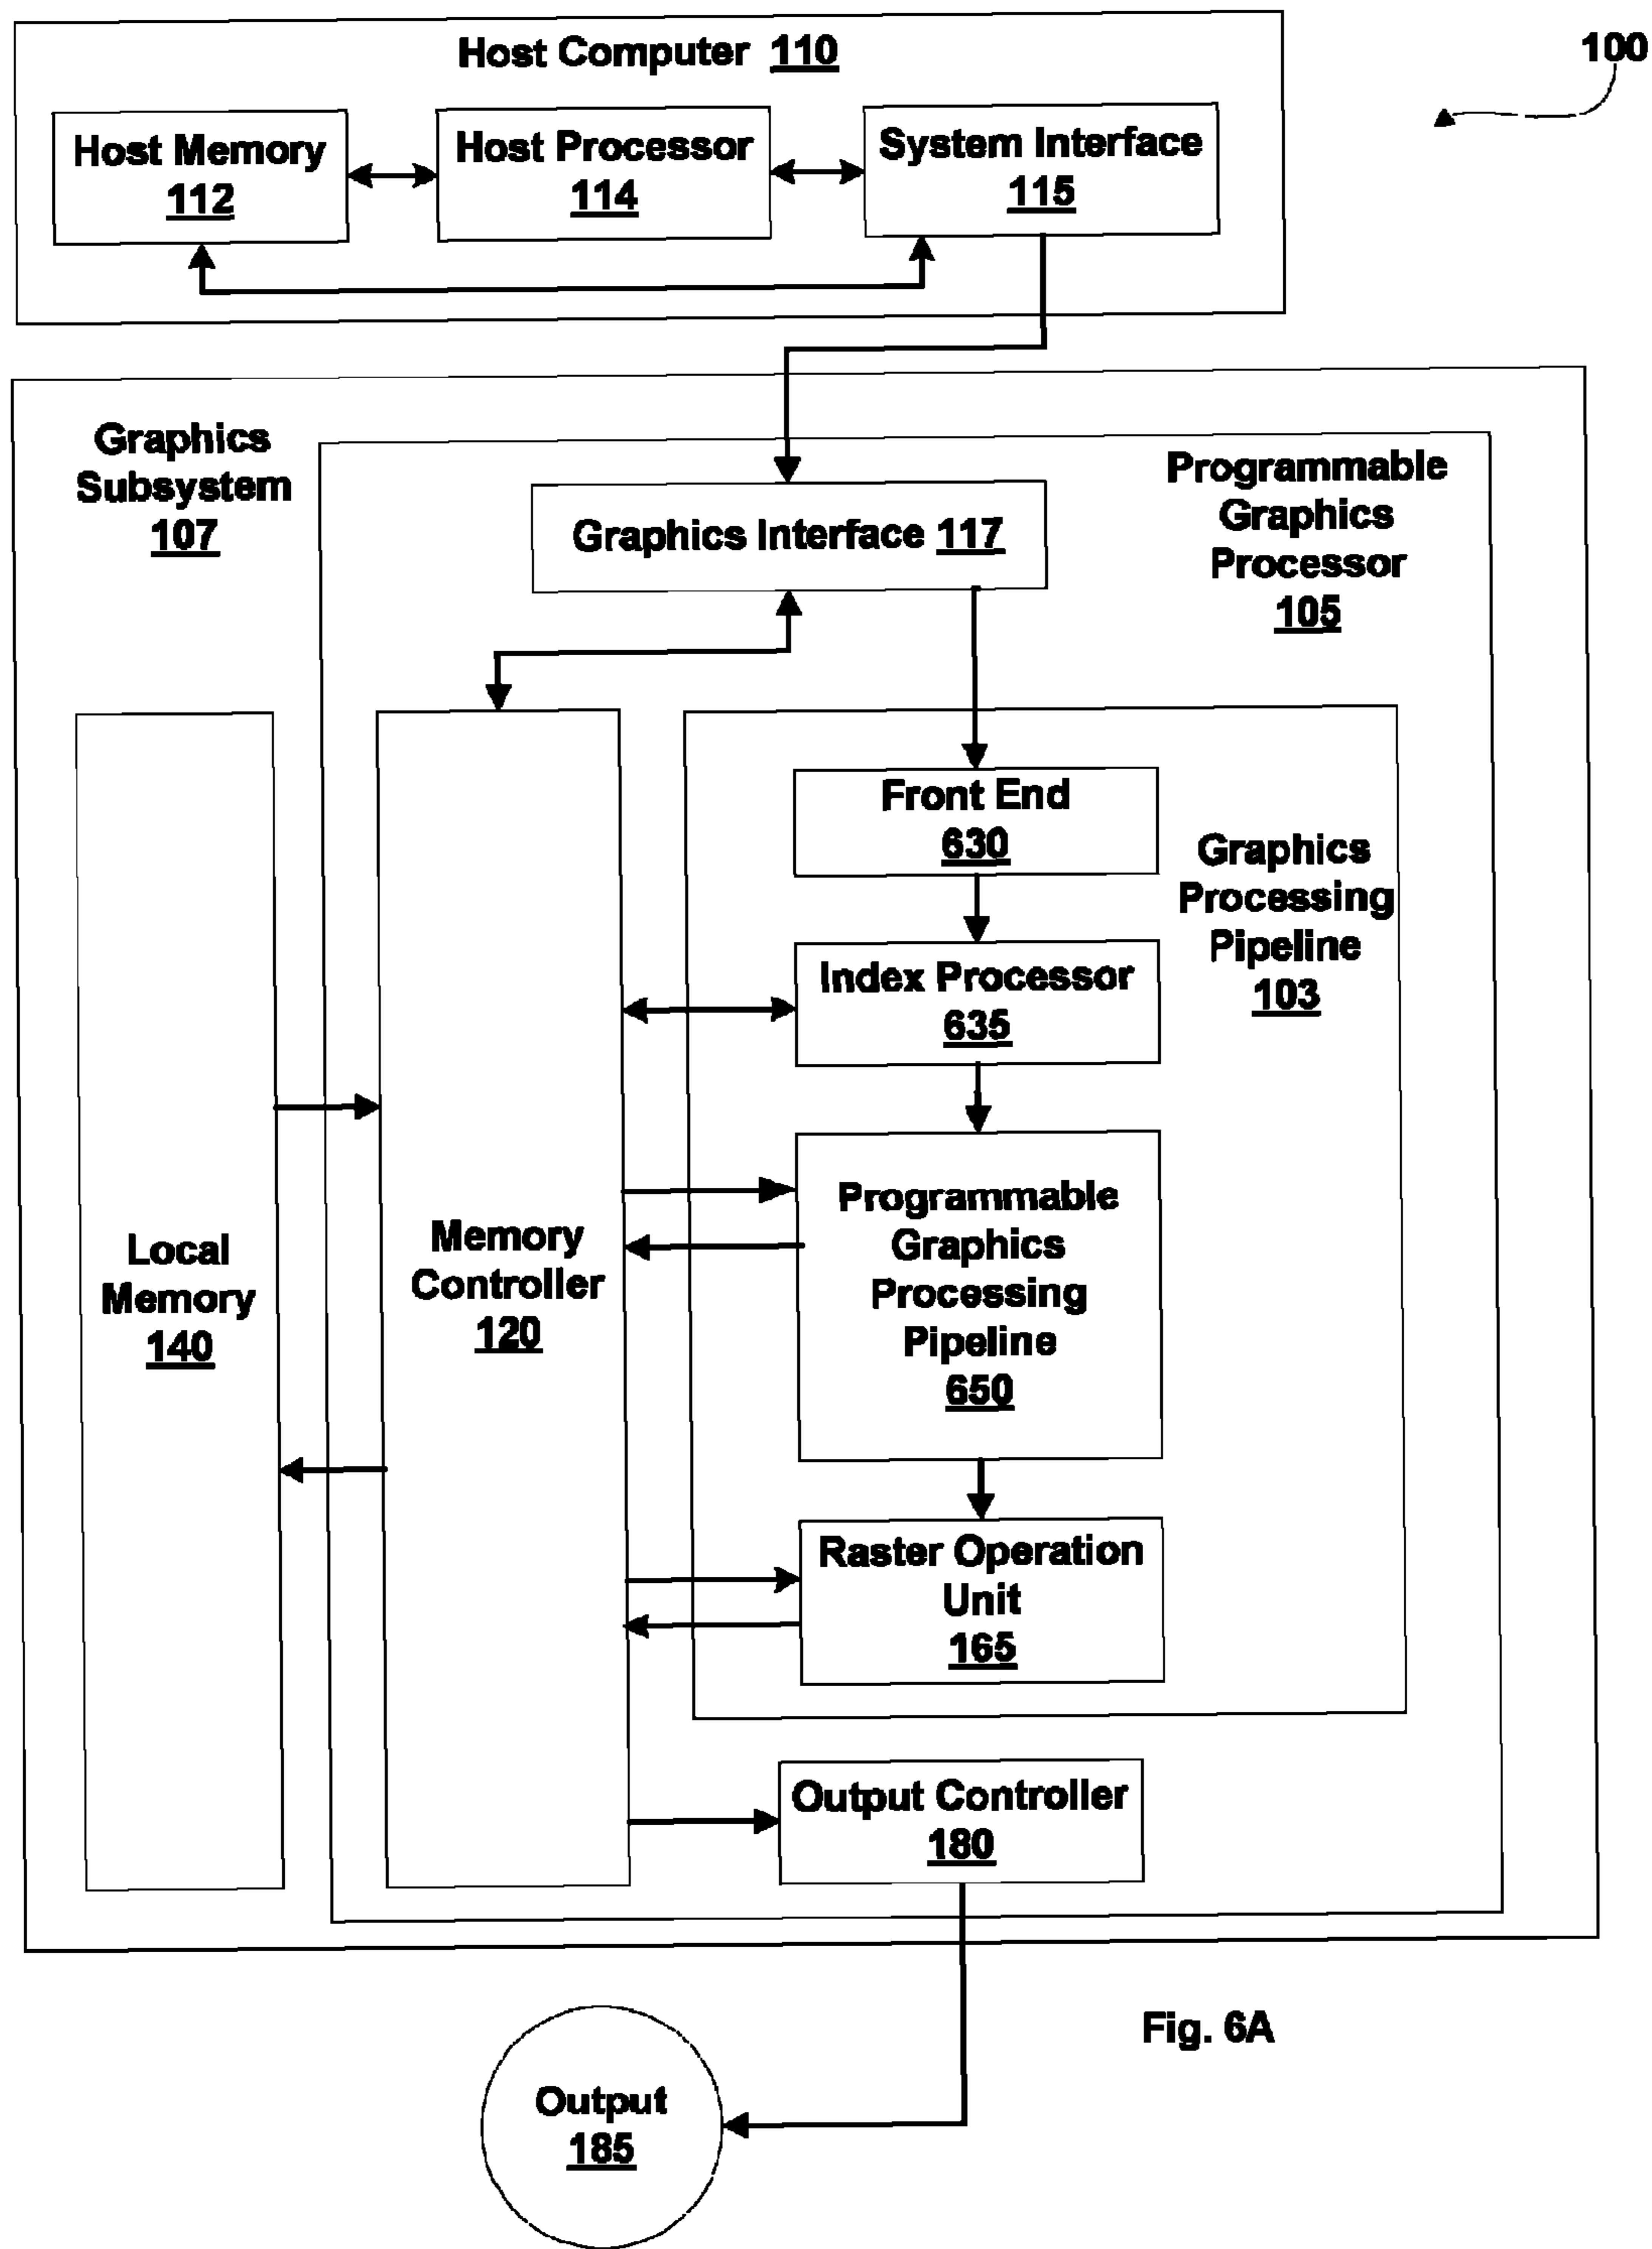 Host Computer 110
100
Host Memory
112
Host Processor
114
System Interface
115
Graphics
Subsystem
107
Programmable
Graphics
Processor
105
Graphics Interface 117
Front End
630
Graphics
Processing
Pipeline
103
Index Processor
635
Local
Memory
140
Memory
Controller
120
Programmable
Graphics
Processing
Pipeline
650
Raster Operation
Unit
165
Output Controller
180
Fig. 6A
Output
185